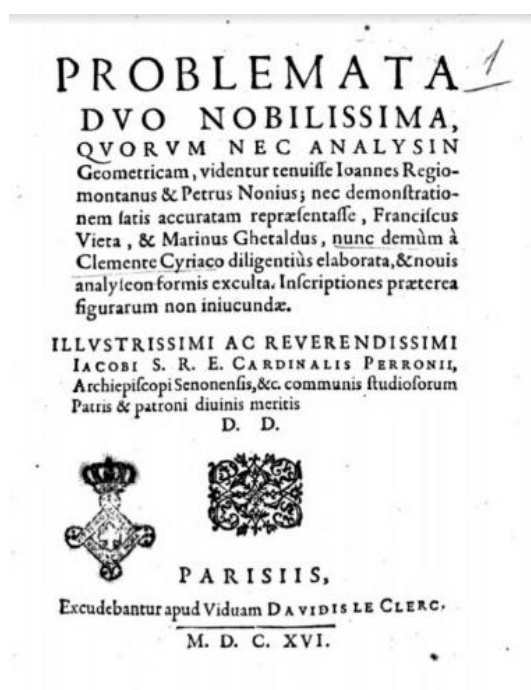 PROBLEMATA
DVO NOBILISSIMA,
QVORVM NEC ANALYSIN
Geometricam, videntur tenuiſſe Ioannes Regio-
montanus & Petrus Nonius; nec demonſtratio-
nem ſatis accuratam repræſentaſſe, Franciſcus
Vieta, & Marinus Ghetaldus, nunc demùm à
Clemente Cyriaco diligentiùs elaborata, & nouis
analyſeon formis exculta. Inſcriptiones præterea
figurarum non iniucundæ.
ILLVSTRISSIMI AC REVERENDISSIMI
IACOBI S. R. E. CARDINALIS PERRONII,
Archiepiſcopi Senonenſis, &c. communis ſtudioſorum
Patris & patroni diuinis meritis
D. D.
PARISIIS,
Excudebantur apud Viduam DAVIDIS LE CLERC.
M. D. C. XVI.
1